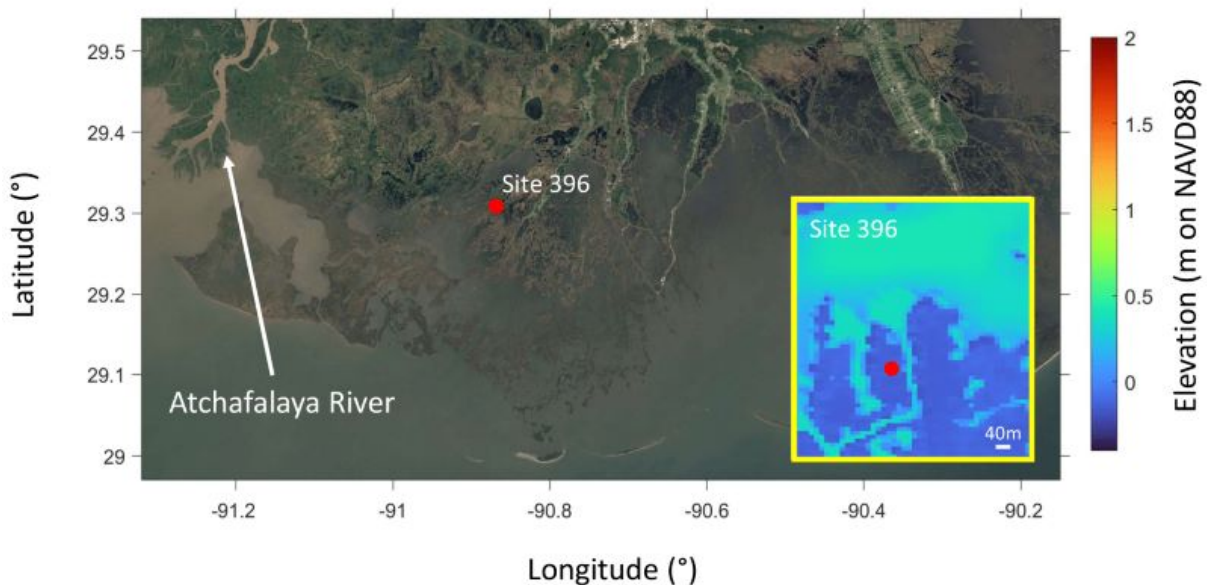 29.5
29.4
29.3
29.2
29.1
29
Latitude (°)
Site 396
Atchafalaya River
Site 396
40m
-91.2
-91
-90.8
-90.6
-90.4
-90.2
Longitude (°)
2
1.5
1
0.5
0
Elevation (m on NAVD88)